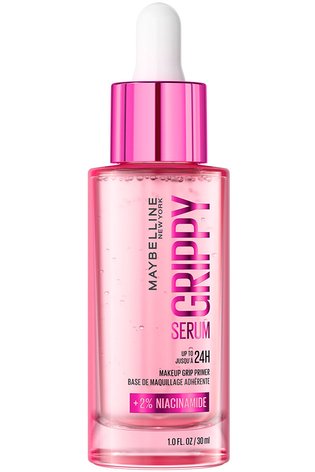 MAYBELLINE
NEW YORK
GRIPPY
SERUM
UP TO
JUSQU'À 24H
MAKEUP GRIP PRIMER
BASE DE MAQUILLAGE ADHÉRENTE
+2% NIACINAMIDE
1.0 FL. OZ / 30 ml